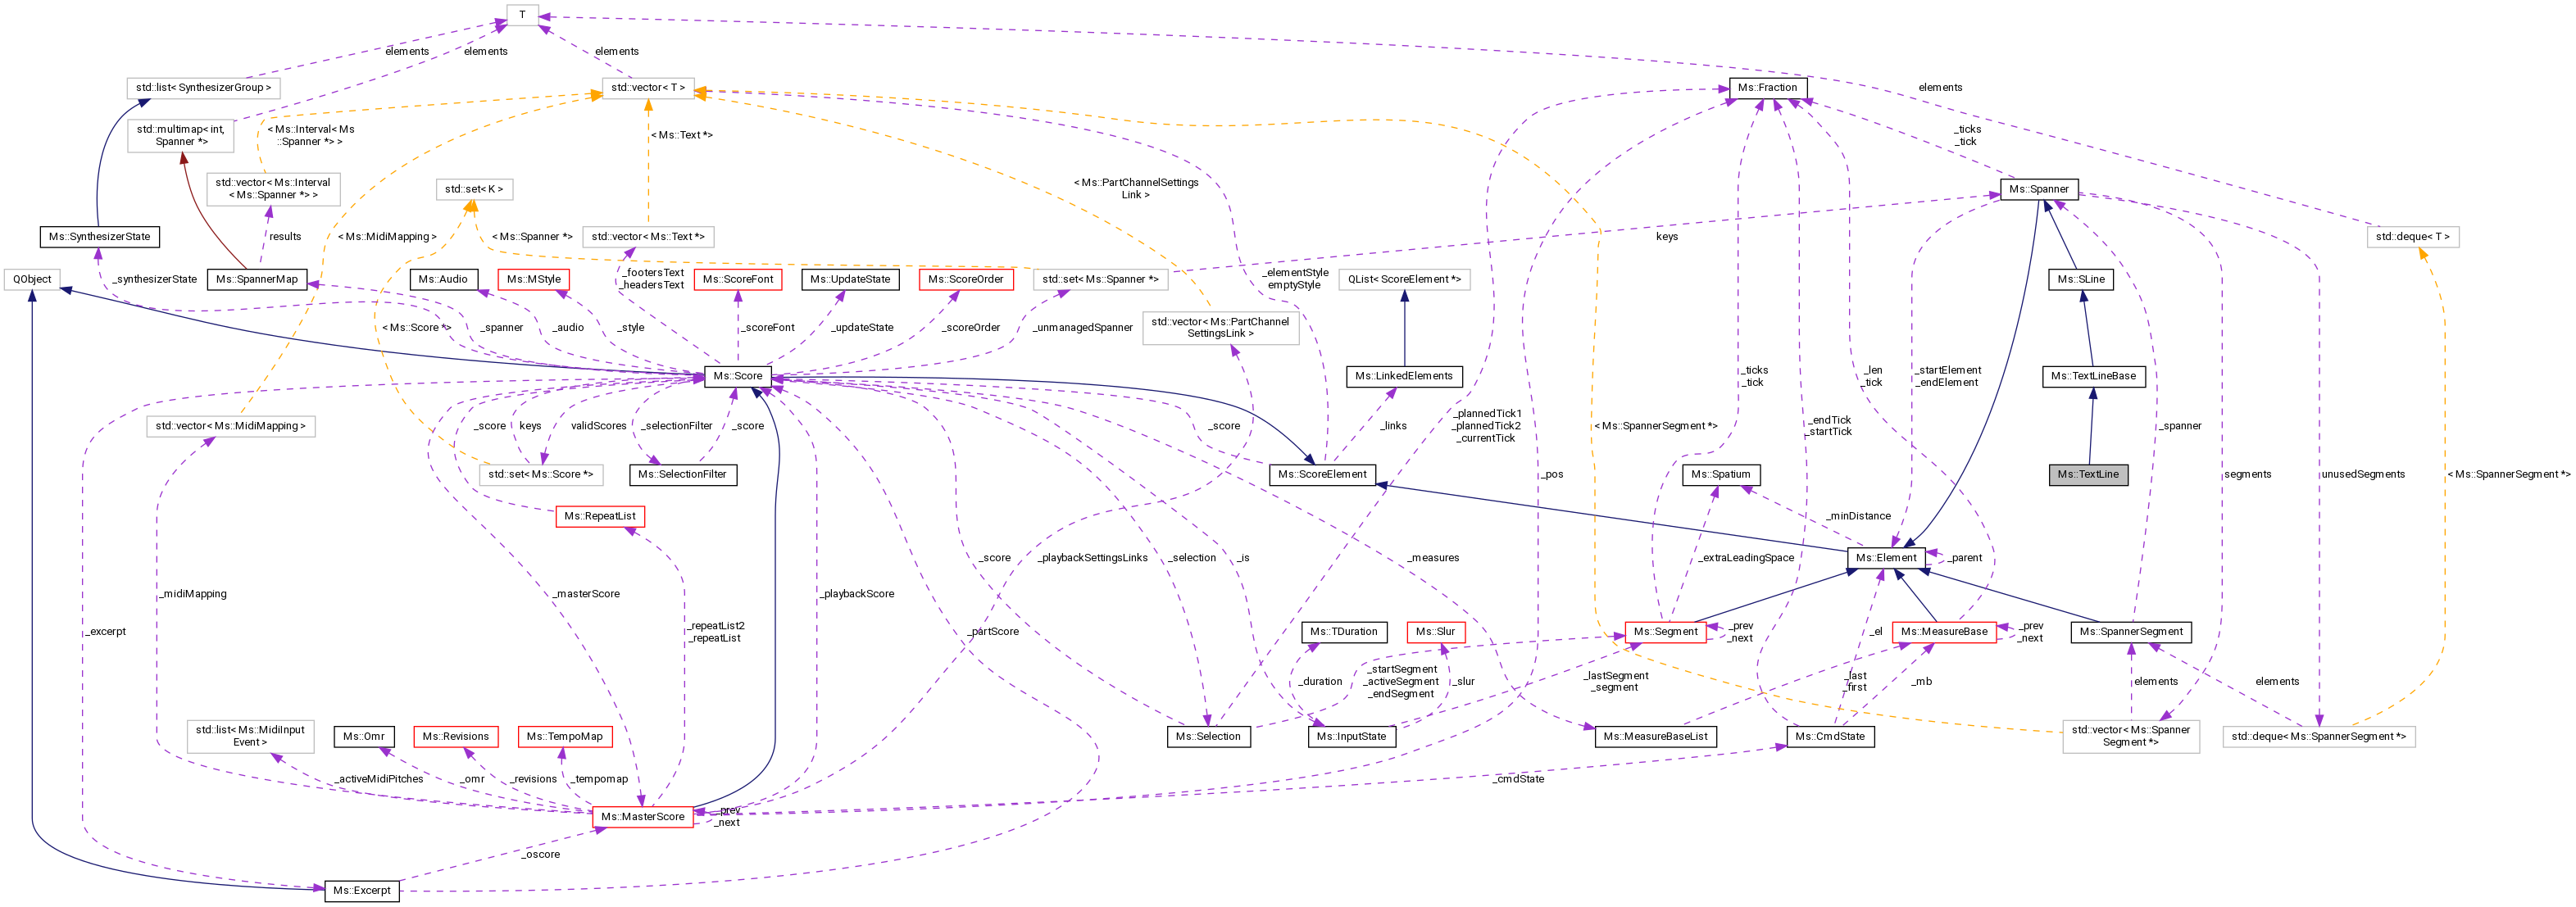 T
elements
elements
elements
std::list< SynthesizerGroup >
std::vector< T >
Ms::Fraction
elements
std::multimap< int,
Spanner *>
< Ms::Interval< Ms
::Spanner *> >
< Ms::Text *>
_ticks
_tick
std::vector< Ms::Interval
< Ms::Spanner *> >
std::set< K >
< Ms::PartChannelSettings
Link >
Ms::Spanner
Ms::SynthesizerState
< Ms::MidiMapping >
results
std::vector< Ms::Text *>
< Ms::Spanner *>
keys
std::deque< T >
QObject
_synthesizerState
Ms::SpannerMap
Ms::Audio
Ms::MStyle
_footersText
_headersText
Ms::ScoreFont
Ms::UpdateState
Ms::ScoreOrder
std::set< Ms::Spanner *>
_elementStyle
emptyStyle
QList< ScoreElement *>
Ms::SLine
< Ms::Score *>
_spanner
_audio
_style
_scoreFont
_updateState
_scoreOrder
_unmanagedSpanner
std::vector< Ms::PartChannel
SettingsLink >
Ms::Score
Ms::LinkedElements
_ticks
_tick
_len
_tick
_startElement
_endElement
Ms::TextLineBase
std::vector< Ms::MidiMapping >
_score
keys
validScores
_selectionFilter
_score
_score
_links
_plannedTick1
_plannedTick2
_currentTick
< Ms::SpannerSegment *>
_endTick
_startTick
_spanner
std::set< Ms::Score *>
Ms::SelectionFilter
Ms::ScoreElement
_pos
Ms::Spatium
Ms::TextLine
segments
unusedSegments
< Ms::SpannerSegment *>
Ms::RepeatList
_minDistance
_score
_playbackSettingsLinks
_selection
_is
_measures
_extraLeadingSpace
Ms::Element
_parent
_midiMapping
_masterScore
_playbackScore
_excerpt
_repeatList2
_repeatList
_partScore
Ms::TDuration
Ms::Slur
Ms::Segment
_prev
_next
_el
Ms::MeasureBase
_prev
_next
Ms::SpannerSegment
_duration
_startSegment
_activeSegment
_endSegment
_slur
_lastSegment
_segment
_last
_first
_mb
elements
elements
std::list< Ms::MidiInput
Event >
Ms::Omr
Ms::Revisions
Ms::TempoMap
Ms::Selection
Ms::InputState
Ms::MeasureBaseList
Ms::CmdState
std::vector< Ms::Spanner
Segment *>
std::deque< Ms::SpannerSegment *>
_activeMidiPitches
_omr
_revisions
_tempomap
_cmdState
Ms::MasterScore
_prev
_next
_oscore
Ms::Excerpt